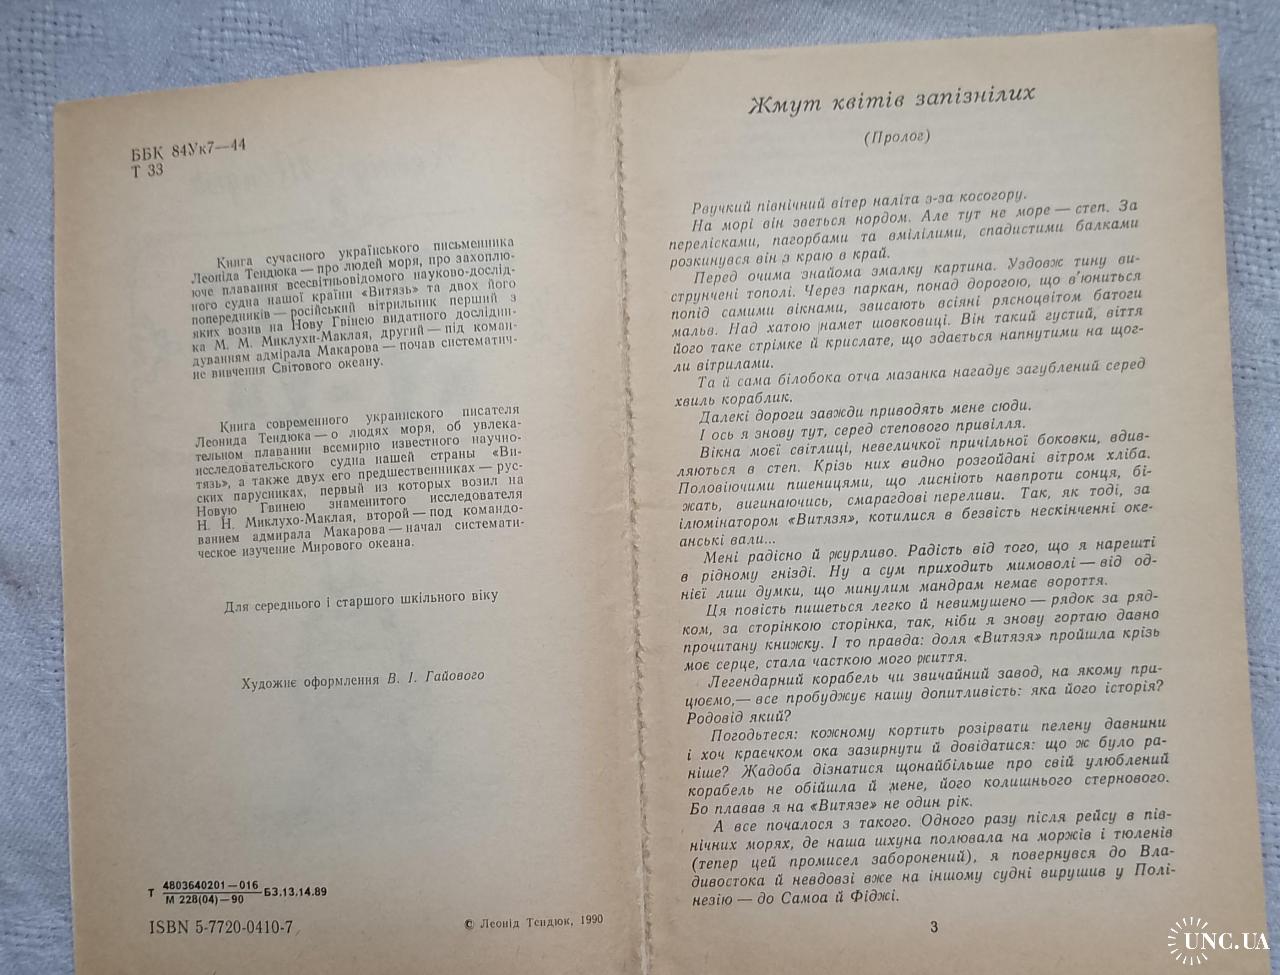 ББК 84Ук7—44
Т 33
Книга сучасного українського письменника
Леоніда Тендюка — про людей моря, про захоплю-
юче плавання всесвітньовідомого науково-дослід-
ного судна нашої країни «Витязь» та двох його
попередників — російський вітрильник перший з
яких возив на Нову Гвінею видатного дослідни-
ка М. М. Миклухи-Маклая, другий — під коман-
дуванням адмірала Макарова — почав систематич-
не вивчення Світового океану.
Книга современного украинского писателя
Леонида Тендюка — о людях моря, об увлека-
тельном плавании всемирно известного научно-
исследовательского судна нашей страны «Ви-
тязь», а также двух его предшественниках — рус-
ских парусниках, первый из которых возил на
Новую Гвинею знаменитого исследователя
Н. Н. Миклухо-Маклая, второй — под командо-
ванием адмирала Макарова — начал системати-
ческое изучение Мирового океана.
Для середнього і старшого шкільного віку
Художнє оформлення В. І. Гайового
Т 4803640201—016 БЗ.13.14.89
М 228(04)—90
ISBN 5-7720-0410-7
© Леонід Тендюк, 1990
Жмут квітів запізнілих
(Пролог)
Рвучкий північний вітер наліта з-за косогору.
На морі він зветься нордом. Але тут не море — степ. За
перелісками, пагорбами та вмілілими, спадистими балками
розкинувся він з краю в край.
Перед очима знайома змалку картина. Уздовж тину ви-
струнчені тополі. Через паркан, понад дорогою, що в'юниться
попід самими вікнами, звисають всіяні рясноцвітом батоги
мальв. Над хатою намет шовковиці. Він такий густий, віття
його таке стрімке й крислате, що здається напнутими на щог-
ли вітрилами.
Та й сама білобока отча мазанка нагадує загублений серед
хвиль кораблик.
Далекі дороги завжди приводять мене сюди.
І ось я знову тут, серед степового привілля.
Вікна моєї світлиці, невеличкої причільної боковки, вдив-
ляються в степ. Крізь них видно розгойдані вітром хліба.
Половіючими пшеницями, що лисніють навпроти сонця, бі-
жать, вигинаючись, смарагдові переливи. Так, як тоді, за
ілюмінатором «Витязя», котилися в безвість нескінченні оке-
анські вали...
Мені радісно й журливо. Радість від того, що я нарешті
в рідному гнізді. Ну а сум приходить мимоволі — від од-
нієї лиш думки, що минулим мандрам немає вороття.
Ця повість пишеться легко й невимушено — рядок за ряд-
ком, за сторінкою сторінка, так, ніби я знову гортаю давно
прочитану книжку. І то правда: доля «Витязя» пройшла крізь
моє серце, стала часткою мого життя.
Легендарний корабель чи звичайний завод, на якому пра-
цюємо,— все пробуджує нашу допитливість: яка його історія?
Родовід який?
Погодьтеся: кожному кортить розірвати пелену давнини
і хоч краєчком ока зазирнути й довідатися: що ж було ра-
ніше? Жадоба дізнатися щонайбільше про свій улюблений
корабель не обійшла й мене, його колишнього стернового.
Бо плавав я на «Витязе» не один рік.
А все почалося з такого. Одного разу після рейсу в пів-
нічних морях, де наша шхуна полювала на моржів і тюленів
(тепер цей промисел заборонений), я повернувся до Вла-
дивостока й невдовзі вже на іншому судні вирушив у Полі-
незію — до Самоа й Фіджі.
3
UNC.UA